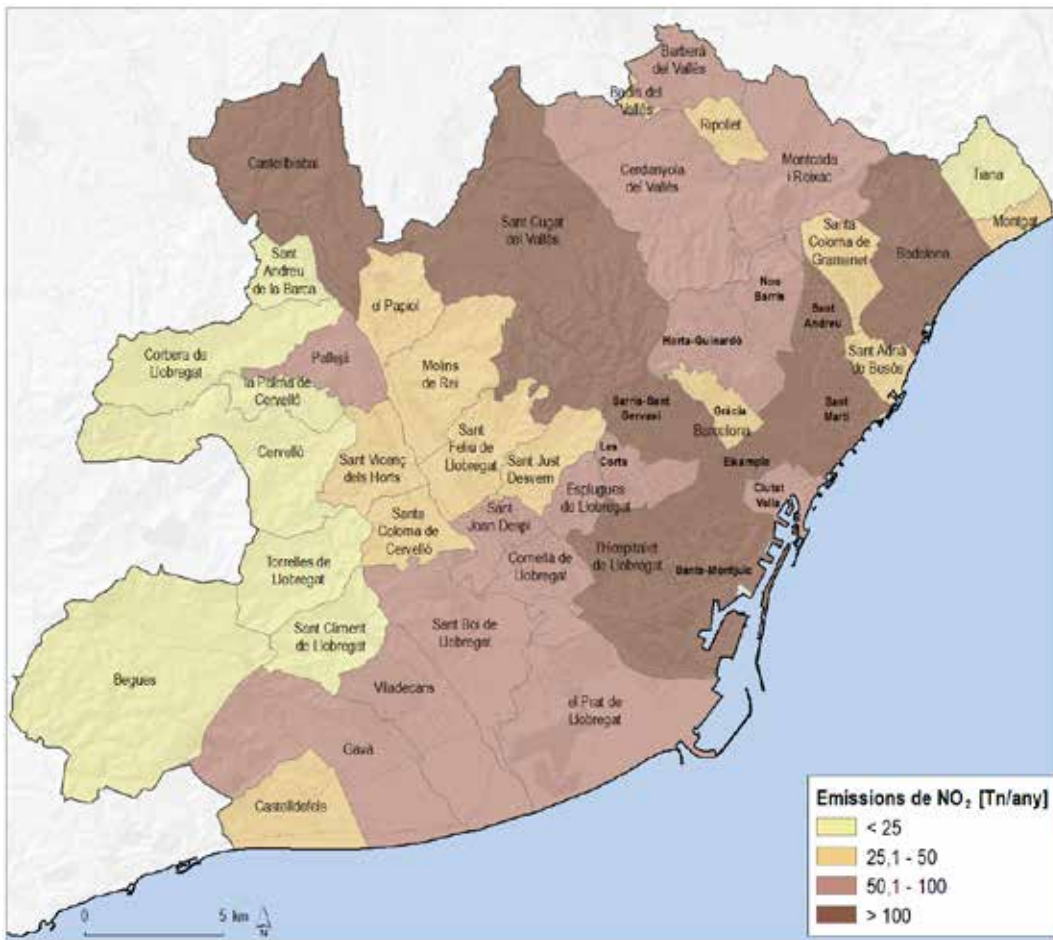 Barberà
del Vallès
Badia del
Vallès
Ripollet
Castellbisbal
Cerdanyola
del Vallès
Montcada
i Reixac
Tiana
Montgat
Sant Cugat
del Vallès
Santa
Coloma de
Gramenet
Badalona
Sant
Andreu
de la Barca
el Papiol
Nou
Barris
Sant
Andreu
Corbera de
Llobregat
Pallejà
Horta-Guinardó
Molins
de Rei
Sant Adrià
de Besòs
la Palma de
Cervelló
Sarrià-Sant
Gervasi
Gràcia
Barcelona
Sant
Martí
Cervelló
Sant Vicenç
dels Horts
Sant
Feliu de
Llobregat
Sant Just
Desvern
Les
Corts
Eixample
Esplugues
de Llobregat
Ciutat
Vella
Santa
Coloma de
Cervelló
Sant
Joan Despí
Cornellà de
Llobregat
l'Hospitalet
de Llobregat
Sants-Montjuïc
Torrelles de
Llobregat
Sant Climent
de Llobregat
Sant Boi de
Llobregat
Begues
Viladecans
el Prat de
Llobregat
Gavà
Castelldefels
Emissions de NO₂ [Tn/any]
< 25
25,1 - 50
50,1 - 100
> 100
0 5 km
N